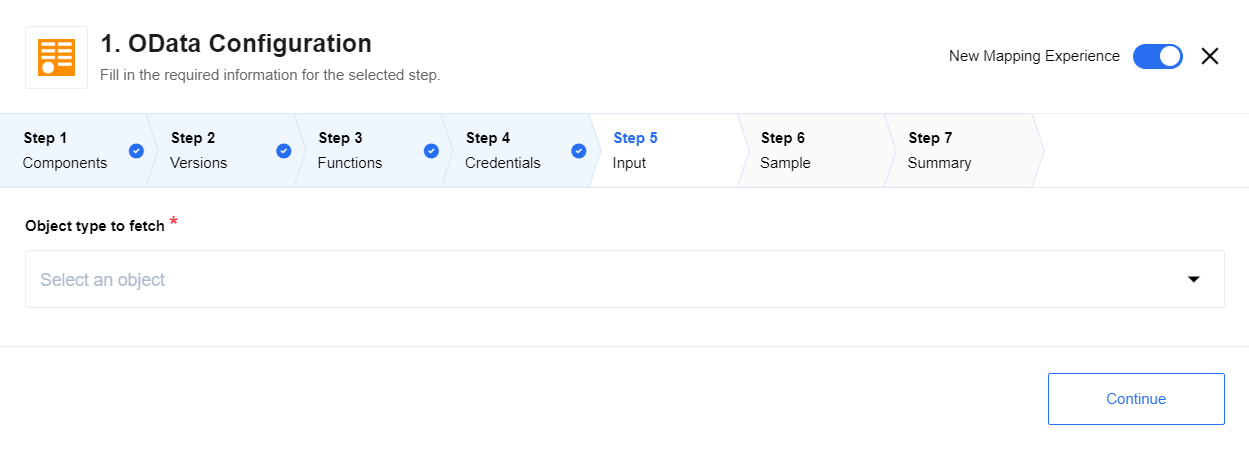 1. OData Configuration
Fill in the required information for the selected step.
New Mapping Experience
Step 1
Components
Step 2
Versions
Step 3
Functions
Step 4
Credentials
Step 5
Input
Step 6
Sample
Step 7
Summary
Object type to fetch *
Select an object
Continue